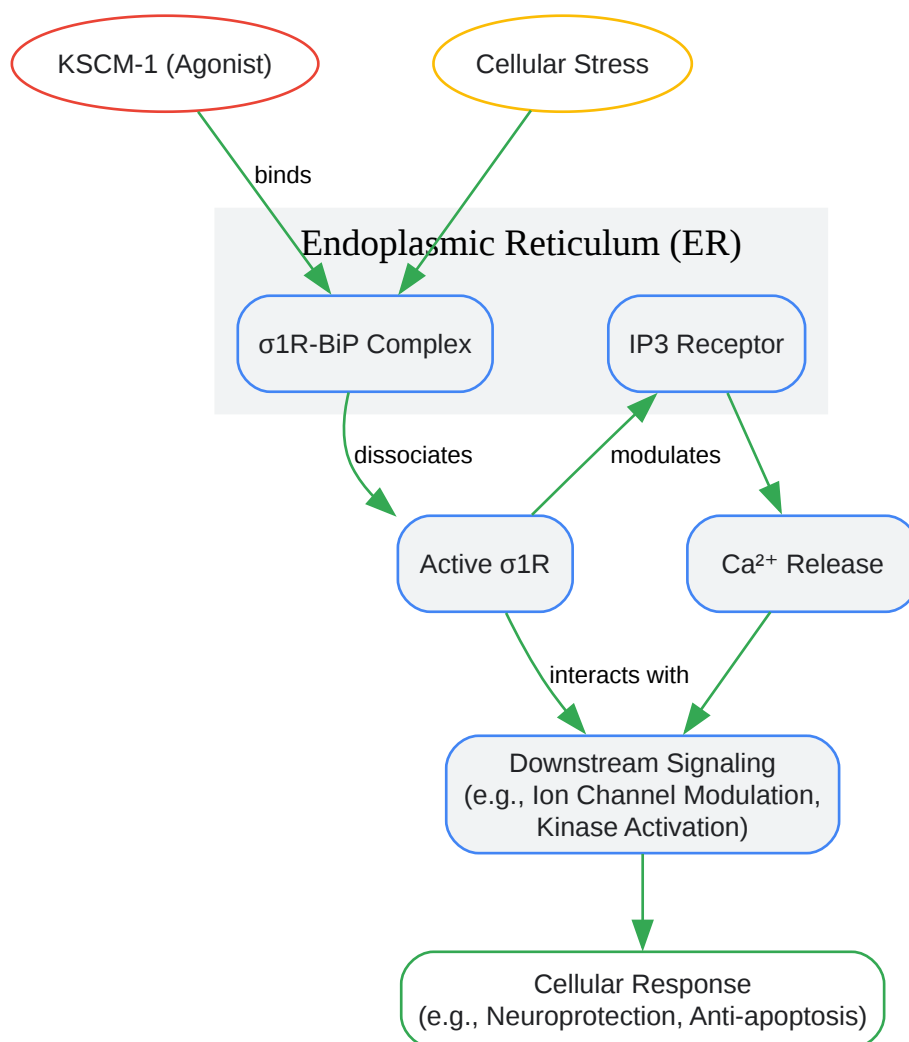 KSCM-1 (Agonist)
Cellular Stress
binds
Endoplasmic Reticulum (ER)
σ1R-BiP Complex
IP3 Receptor
dissociates
modulates
Active σ1R
Ca²⁺ Release
interacts with
Downstream Signaling
(e.g., Ion Channel Modulation,
Kinase Activation)
Cellular Response
(e.g., Neuroprotection, Anti-apoptosis)